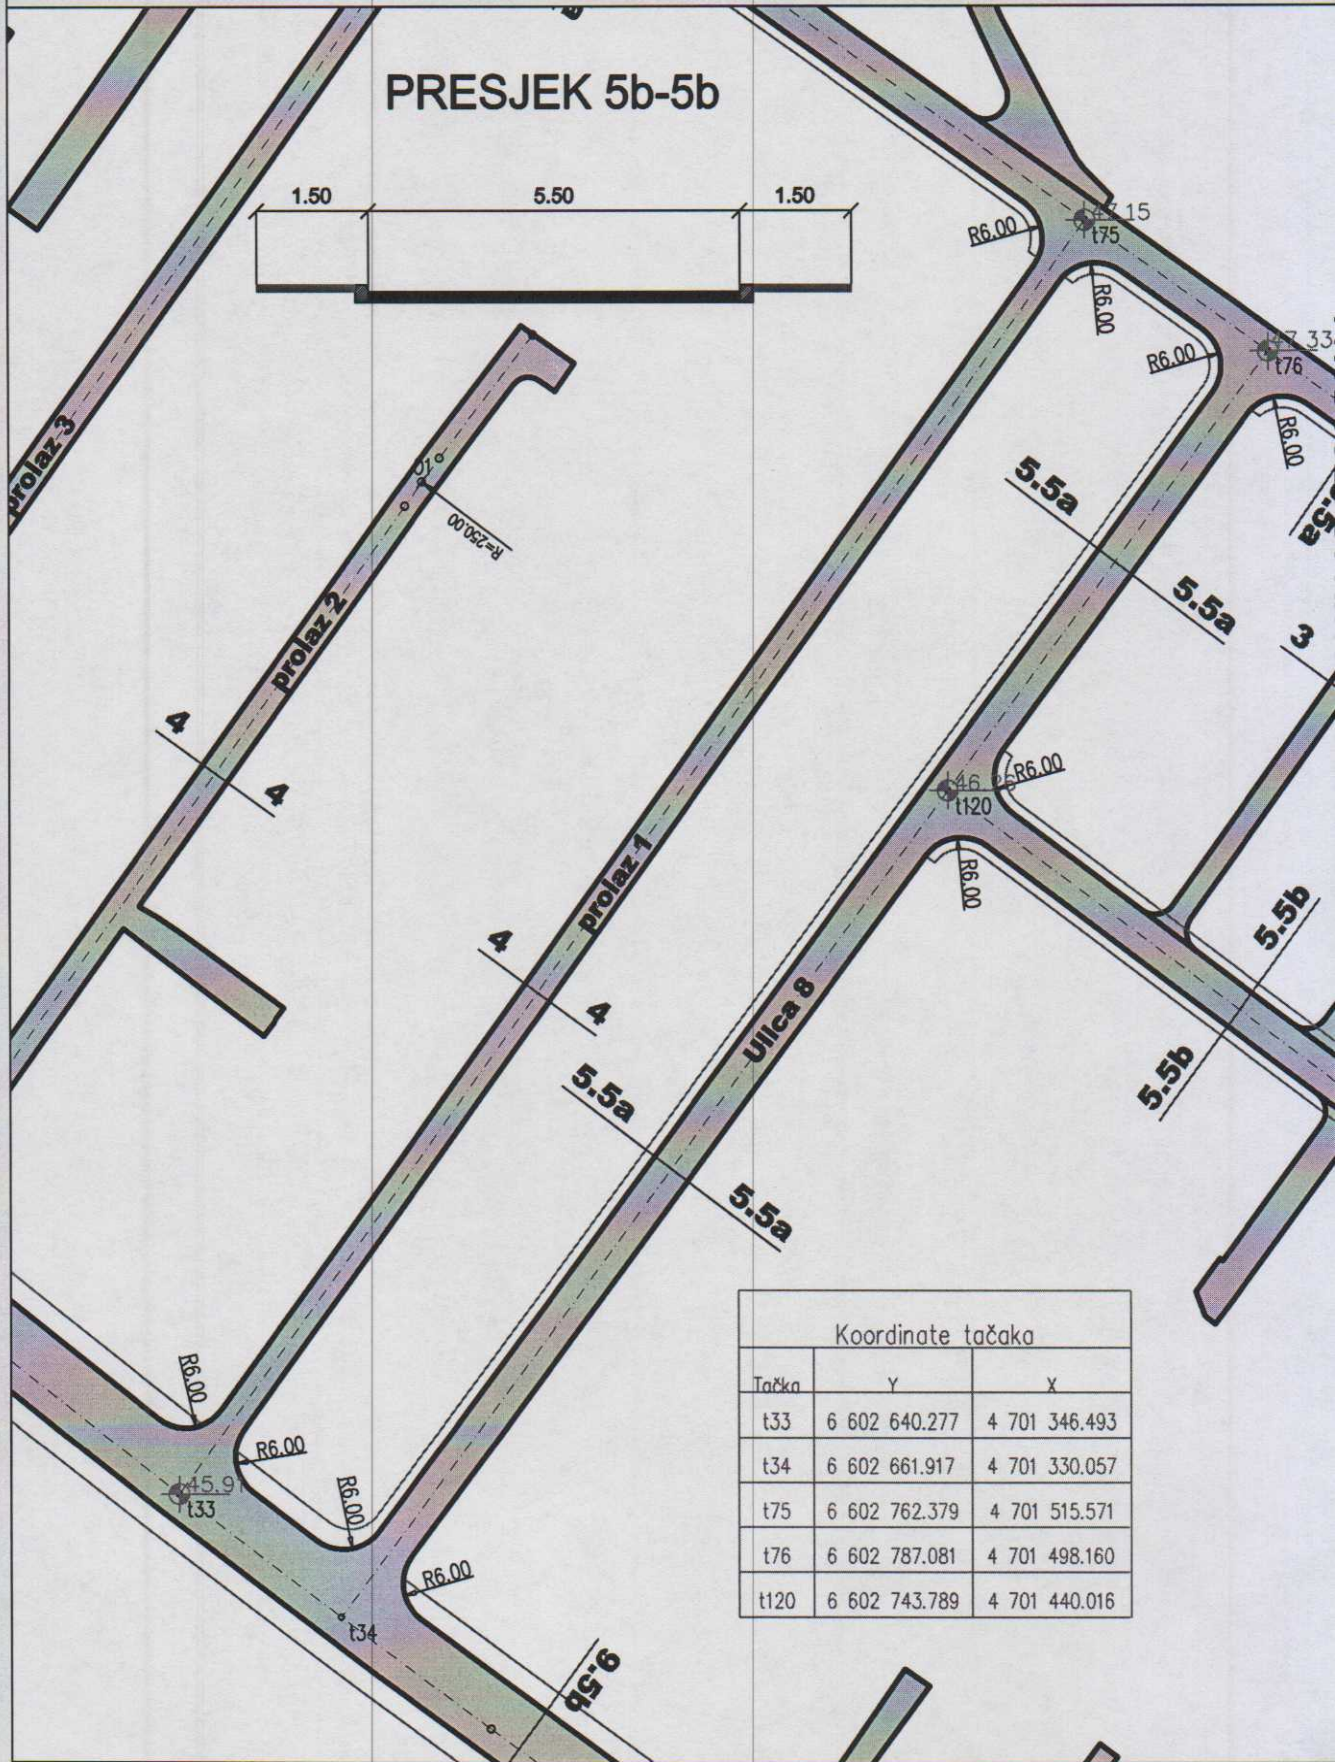 PRESJEK 5b-5b
1.50
5.50
1.50
47.15
t75
R6.00
R6.00
R6.00
t76
R6.00
R=250.00
prolaz 3
prolaz 2
4
4
5.5a
5.5a
5.5a
3
R6.00
t120
R6.00
prolaz 1
4
4
Ulica 8
5.5b
5.5b
5.5a
5.5a
R6.00
R6.00
R6.00
R6.00
t33
t34
9.5b
Koordinate tačaka
Tačka Y X
t33 6 602 640.277 4 701 346.493
t34 6 602 661.917 4 701 330.057
t75 6 602 762.379 4 701 515.571
t76 6 602 787.081 4 701 498.160
t120 6 602 743.789 4 701 440.016